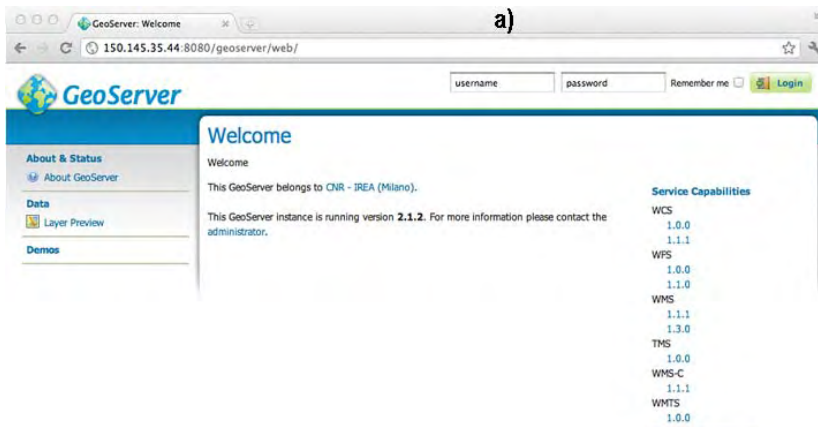 a)
GeoServer: Welcome
150.145.35.44:8080/geoserver/web/
GeoServer
username
password
Remember me
Login
About & Status
About GeoServer
Data
Layer Preview
Demos
Welcome
Welcome
This GeoServer belongs to CNR - IREA (Milano).
This GeoServer instance is running version 2.1.2. For more information please contact the
administrator.
Service Capabilities
WCS
1.0.0
1.1.1
WFS
1.0.0
1.1.0
WMS
1.1.1
1.3.0
TMS
1.0.0
WMS-C
1.1.1
WMTS
1.0.0